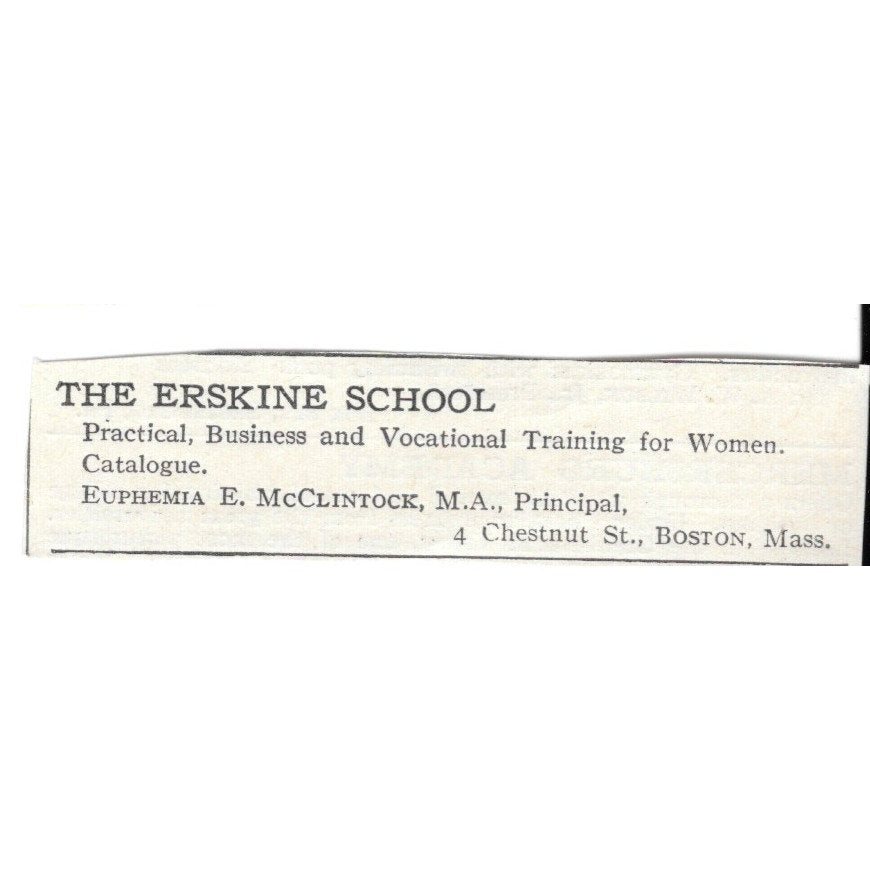 THE ERSKINE SCHOOL
Practical, Business and Vocational Training for Women.
Catalogue.
EUPHEMIA E. MCCLINTOCK, M.A., Principal,
4 Chestnut St., BOSTON, Mass.